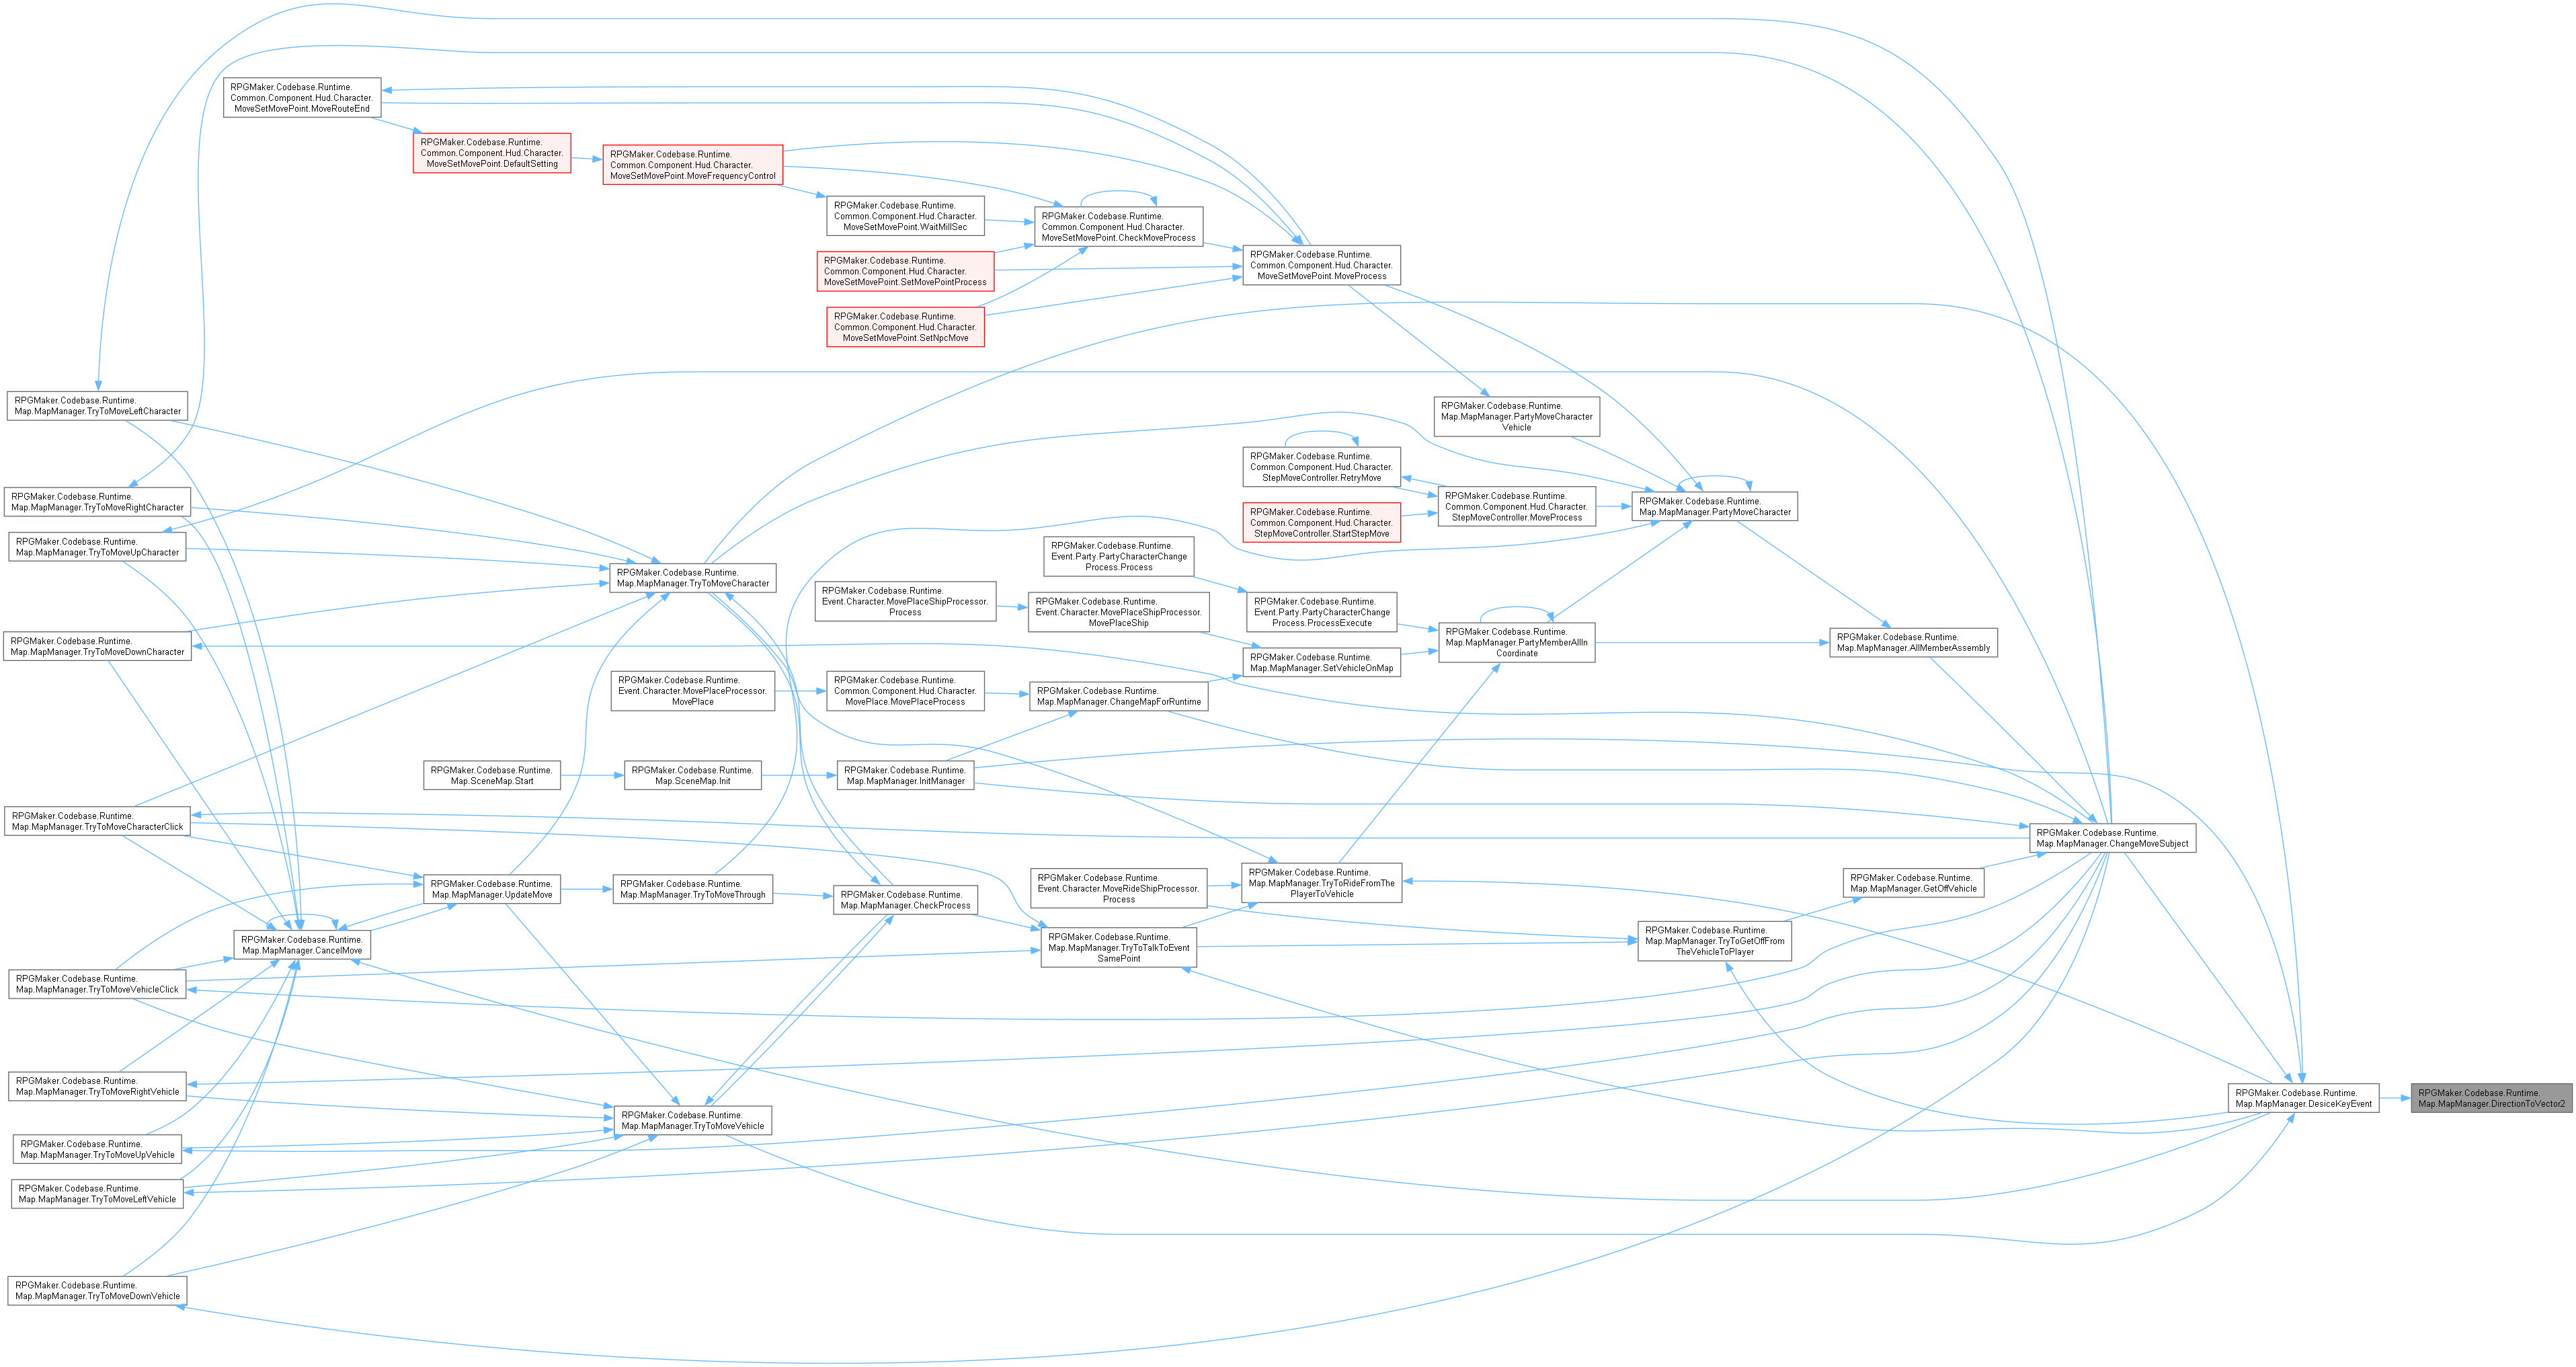 RPGMaker.Codebase.Runtime.
Common.Component.Hud.Character.
MoveSetMovePoint.MoveRouteEnd
RPGMaker.Codebase.Runtime.
Common.Component.Hud.Character.
MoveSetMovePoint.DefaultSetting
RPGMaker.Codebase.Runtime.
Common.Component.Hud.Character.
MoveSetMovePoint.MoveFrequencyControl
RPGMaker.Codebase.Runtime.
Common.Component.Hud.Character.
MoveSetMovePoint.WaitMillSec
RPGMaker.Codebase.Runtime.
Common.Component.Hud.Character.
MoveSetMovePoint.CheckMoveProcess
RPGMaker.Codebase.Runtime.
Common.Component.Hud.Character.
MoveSetMovePoint.SetMovePointProcess
RPGMaker.Codebase.Runtime.
Common.Component.Hud.Character.
MoveSetMovePoint.MoveProcess
RPGMaker.Codebase.Runtime.
Common.Component.Hud.Character.
MoveSetMovePoint.SetNpcMove
RPGMaker.Codebase.Runtime.
Map.MapManager.TryToMoveLeftCharacter
RPGMaker.Codebase.Runtime.
Map.MapManager.PartyMoveCharacter
Vehicle
RPGMaker.Codebase.Runtime.
Common.Component.Hud.Character.
StepMoveController.RetryMove
RPGMaker.Codebase.Runtime.
Map.MapManager.TryToMoveRightCharacter
RPGMaker.Codebase.Runtime.
Common.Component.Hud.Character.
StepMoveController.MoveProcess
RPGMaker.Codebase.Runtime.
Map.MapManager.PartyMoveCharacter
RPGMaker.Codebase.Runtime.
Common.Component.Hud.Character.
StepMoveController.StartStepMove
RPGMaker.Codebase.Runtime.
Map.MapManager.TryToMoveUpCharacter
RPGMaker.Codebase.Runtime.
Event.Party.PartyCharacterChange
Process.Process
RPGMaker.Codebase.Runtime.
Map.MapManager.TryToMoveCharacter
RPGMaker.Codebase.Runtime.
Event.Character.MovePlaceShipProcessor.
Process
RPGMaker.Codebase.Runtime.
Event.Character.MovePlaceShipProcessor.
MovePlaceShip
RPGMaker.Codebase.Runtime.
Event.Party.PartyCharacterChange
Process.ProcessExecute
RPGMaker.Codebase.Runtime.
Map.MapManager.PartyMemberAllIn
Coordinate
RPGMaker.Codebase.Runtime.
Map.MapManager.AllMemberAssembly
RPGMaker.Codebase.Runtime.
Map.MapManager.TryToMoveDownCharacter
RPGMaker.Codebase.Runtime.
Map.MapManager.SetVehicleOnMap
RPGMaker.Codebase.Runtime.
Event.Character.MovePlaceProcessor.
MovePlace
RPGMaker.Codebase.Runtime.
Common.Component.Hud.Character.
MovePlace.MovePlaceProcess
RPGMaker.Codebase.Runtime.
Map.MapManager.ChangeMapForRuntime
RPGMaker.Codebase.Runtime.
Map.SceneMap.Start
RPGMaker.Codebase.Runtime.
Map.SceneMap.Init
RPGMaker.Codebase.Runtime.
Map.MapManager.InitManager
RPGMaker.Codebase.Runtime.
Map.MapManager.TryToMoveCharacterClick
RPGMaker.Codebase.Runtime.
Map.MapManager.ChangeMoveSubject
RPGMaker.Codebase.Runtime.
Map.MapManager.UpdateMove
RPGMaker.Codebase.Runtime.
Map.MapManager.TryToMoveThrough
RPGMaker.Codebase.Runtime.
Map.MapManager.CheckProcess
RPGMaker.Codebase.Runtime.
Event.Character.MoveRideShipProcessor.
Process
RPGMaker.Codebase.Runtime.
Map.MapManager.TryToRideFromThe
PlayerToVehicle
RPGMaker.Codebase.Runtime.
Map.MapManager.GetOffVehicle
RPGMaker.Codebase.Runtime.
Map.MapManager.CancelMove
RPGMaker.Codebase.Runtime.
Map.MapManager.TryToTalkToEvent
SamePoint
RPGMaker.Codebase.Runtime.
Map.MapManager.TryToGetOffFrom
TheVehicleToPlayer
RPGMaker.Codebase.Runtime.
Map.MapManager.TryToMoveVehicleClick
RPGMaker.Codebase.Runtime.
Map.MapManager.TryToMoveRightVehicle
RPGMaker.Codebase.Runtime.
Map.MapManager.DesiceKeyEvent
RPGMaker.Codebase.Runtime.
Map.MapManager.DirectionToVector2
RPGMaker.Codebase.Runtime.
Map.MapManager.TryToMoveVehicle
RPGMaker.Codebase.Runtime.
Map.MapManager.TryToMoveUpVehicle
RPGMaker.Codebase.Runtime.
Map.MapManager.TryToMoveLeftVehicle
RPGMaker.Codebase.Runtime.
Map.MapManager.TryToMoveDownVehicle